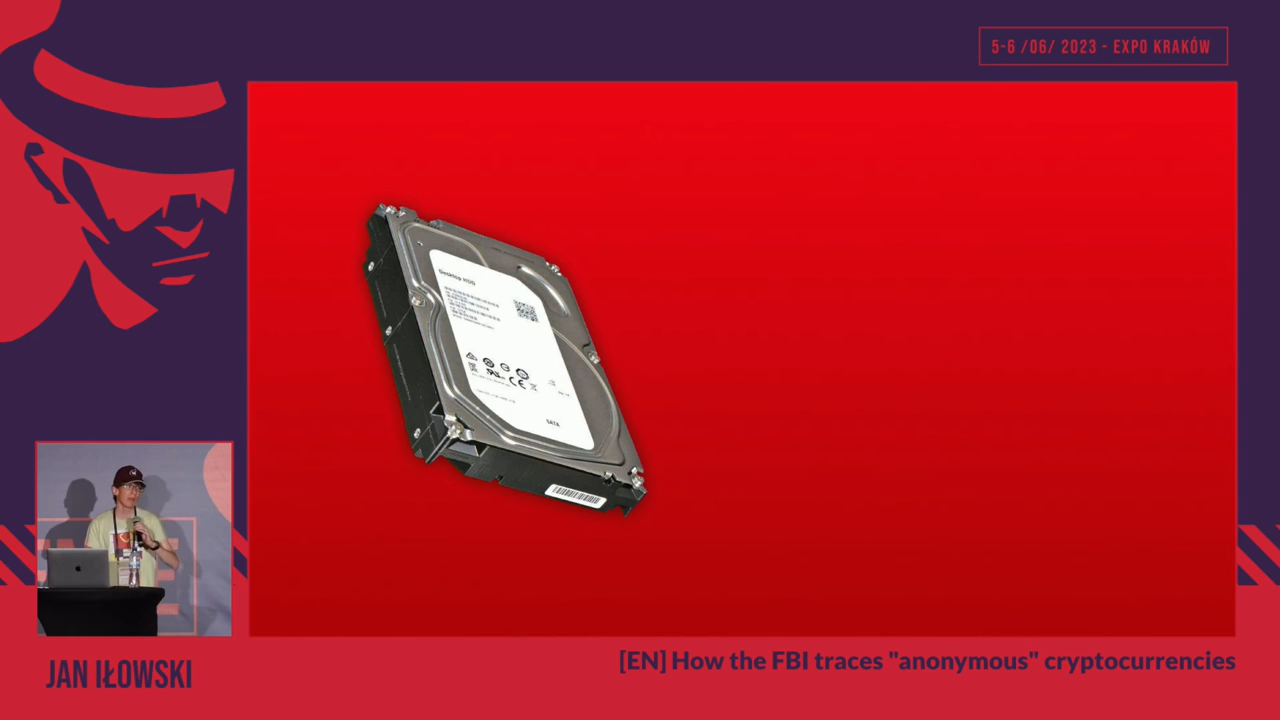 5-6 /06/ 2023 - EXPO KRAKÓW
Desktop HDD
SATA
JAN IŁOWSKI
[EN] How the FBI traces "anonymous" cryptocurrencies